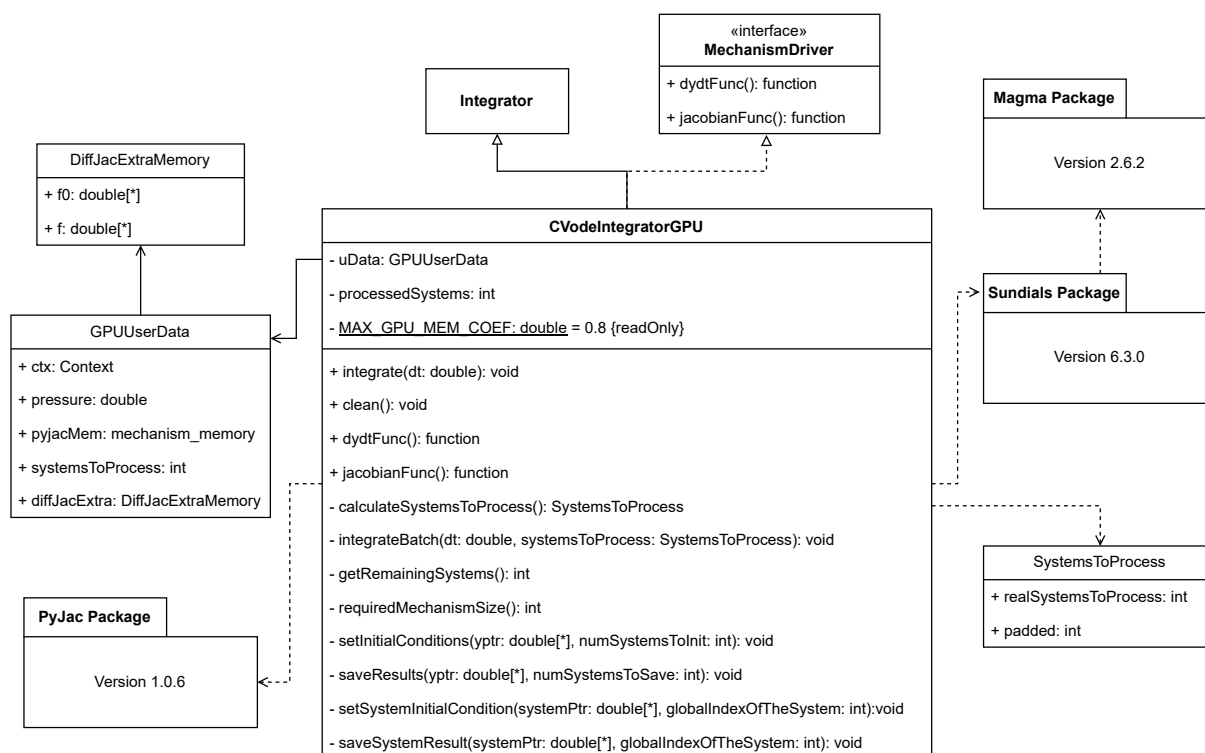 «interface»
MechanismDriver
+ dydtFunc(): function
+ jacobianFunc(): function
Integrator
Magma Package
Version 2.6.2
DiffJacExtraMemory
+ f0: double[*]
+ f: double[*]
CVodeIntegratorGPU
- uData: GPUUserData
- processedSystems: int
- MAX_GPU_MEM_COEF: double = 0.8 {readOnly}
+ integrate(dt: double): void
+ clean(): void
+ dydtFunc(): function
+ jacobianFunc(): function
- calculateSystemsToProcess(): SystemsToProcess
- integrateBatch(dt: double, systemsToProcess: SystemsToProcess): void
- getRemainingSystems(): int
- requiredMechanismSize(): int
- setInitialConditions(yptr: double[*], numSystemsToInit: int): void
- saveResults(yptr: double[*], numSystemsToSave: int): void
- setSystemInitialCondition(systemPtr: double[*], globalIndexOfTheSystem: int):void
- saveSystemResult(systemPtr: double[*], globalIndexOfTheSystem: int): void
Sundials Package
Version 6.3.0
GPUUserData
+ ctx: Context
+ pressure: double
+ pyjacMem: mechanism_memory
+ systemsToProcess: int
+ diffJacExtra: DiffJacExtraMemory
SystemsToProcess
+ realSystemsToProcess: int
+ padded: int
PyJac Package
Version 1.0.6